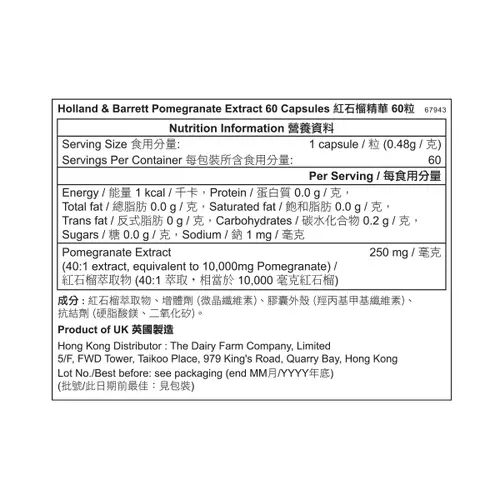 Holland & Barrett Pomegranate Extract 60 Capsules 紅石榴精華 60粒 67943
Nutrition Information 營養資料
Serving Size 食用分量: 1 capsule / 粒 (0.48g / 克)
Servings Per Container 每包裝所含食用分量: 60
Per Serving / 每食用分量
Energy / 能量 1 kcal / 千卡，Protein / 蛋白質 0.0 g / 克，
Total fat / 總脂肪 0.0 g / 克，Saturated fat / 飽和脂肪 0.0 g / 克，
Trans fat / 反式脂肪 0 g / 克，Carbohydrates / 碳水化合物 0.2 g / 克，
Sugars / 糖 0.0 g / 克，Sodium / 鈉 1 mg / 毫克
Pomegranate Extract 250 mg / 毫克
(40:1 extract, equivalent to 10,000mg Pomegranate) /
紅石榴萃取物 (40:1 萃取，相當於 10,000 毫克紅石榴)
成分 : 紅石榴萃取物、增體劑 (微晶纖維素)、膠囊外殼 (羥丙基甲基纖維素)、
抗結劑 (硬脂酸鎂、二氧化矽)。
Product of UK 英國製造
Hong Kong Distributor : The Dairy Farm Company, Limited
5/F, FWD Tower, Taikoo Place, 979 King's Road, Quarry Bay, Hong Kong
Lot No./Best before: see packaging (end MM月/YYYY年底)
(批號/此日期前最佳：見包裝)